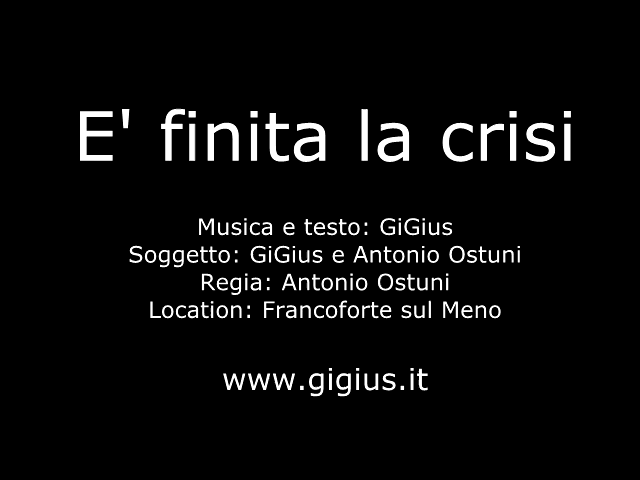 E' finita la crisi
Musica e testo: GiGius
Soggetto: GiGius e Antonio Ostuni
Regia: Antonio Ostuni
Location: Francoforte sul Meno
www.gigius.it